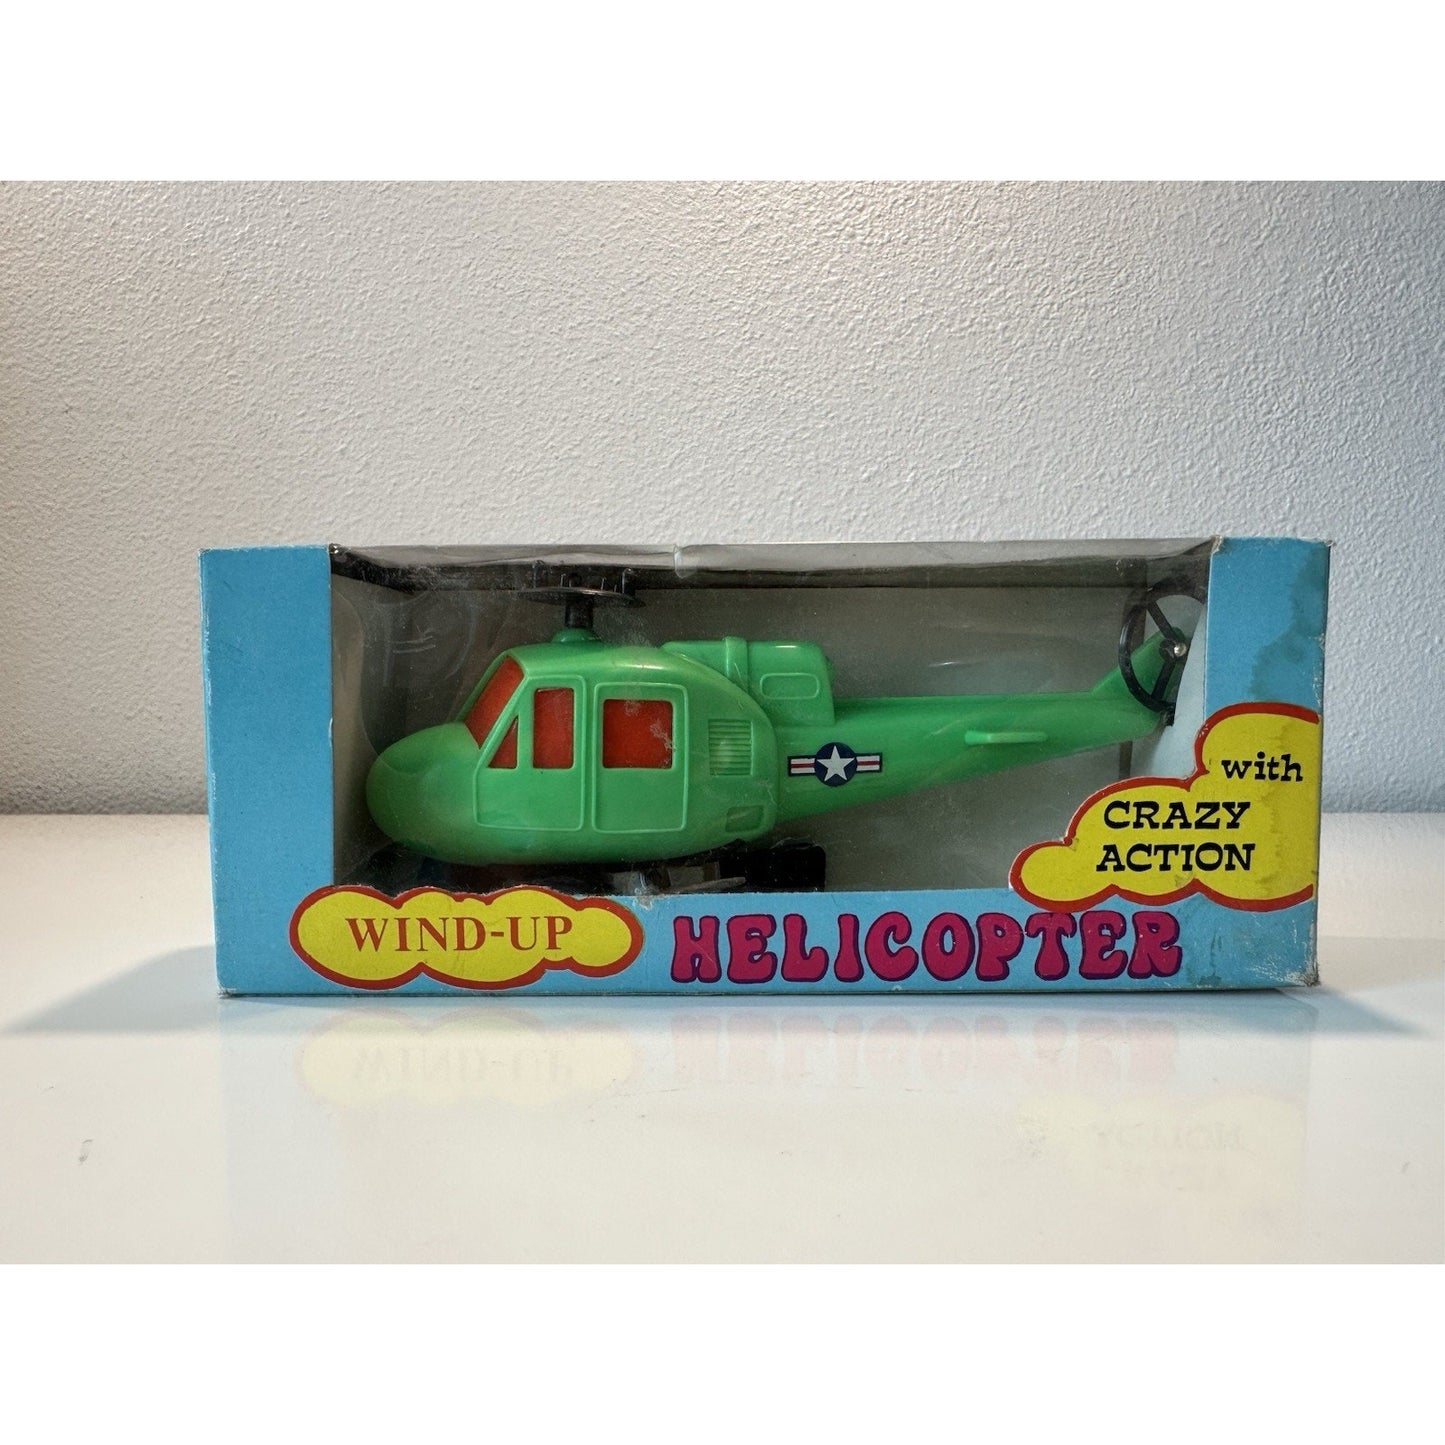 with
CRAZY
ACTION
WIND-UP
HELICOPTER